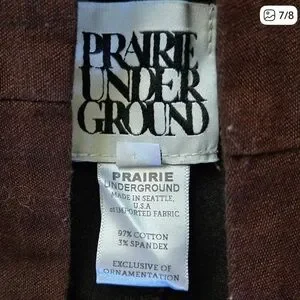 7/8
PRAIRIE
UNDER
GROUND
PRAIRIE
UNDERGROUND
MADE IN SEATTLE,
U.S.A
of IMPORTED FABRIC
97% COTTON
3% SPANDEX
EXCLUSIVE OF
ORNAMENTATION